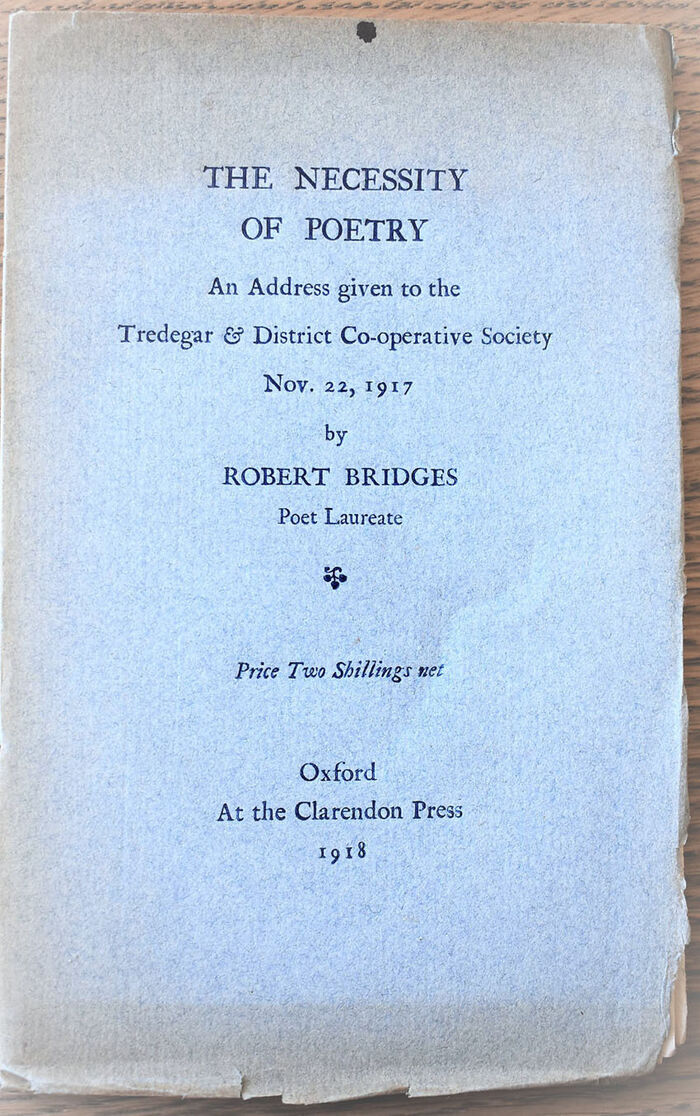 THE NECESSITY
OF POETRY
An Address given to the
Tredegar & District Co-operative Society
Nov. 22, 1917
by
ROBERT BRIDGES
Poet Laureate
Price Two Shillings net
Oxford
At the Clarendon Press
1918